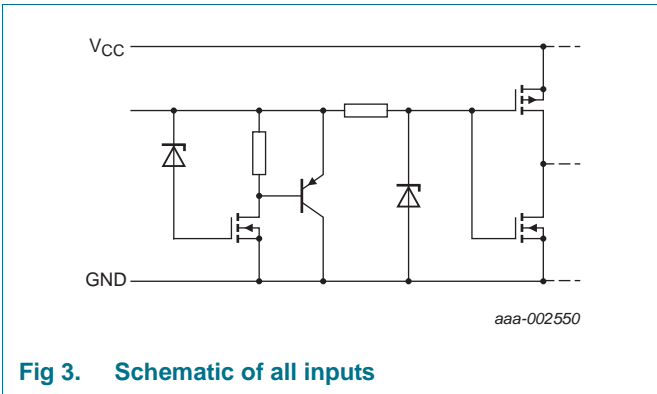 VCC
GND
aaa-002550
Fig 3. Schematic of all inputs